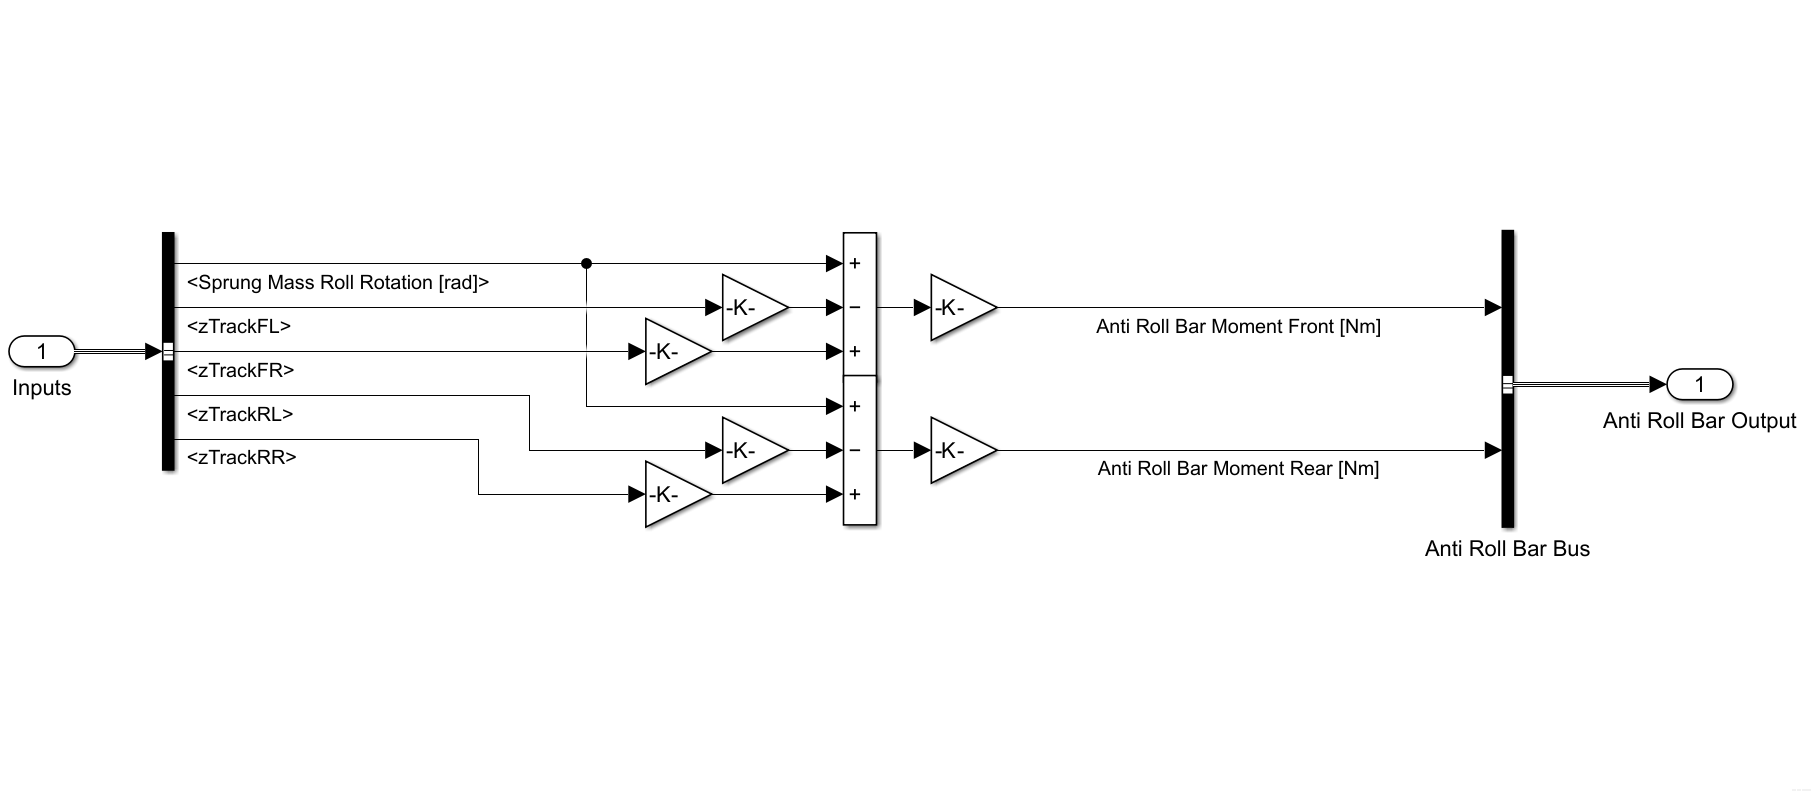 <Sprung Mass Roll Rotation [rad]>
<zTrackFL>
<zTrackFR>
<zTrackRL>
<zTrackRR>
1
Inputs
-K-
-K-
-K-
-K-
+
−
+
+
−
+
-K-
-K-
Anti Roll Bar Moment Front [Nm]
Anti Roll Bar Moment Rear [Nm]
Anti Roll Bar Bus
1
Anti Roll Bar Output